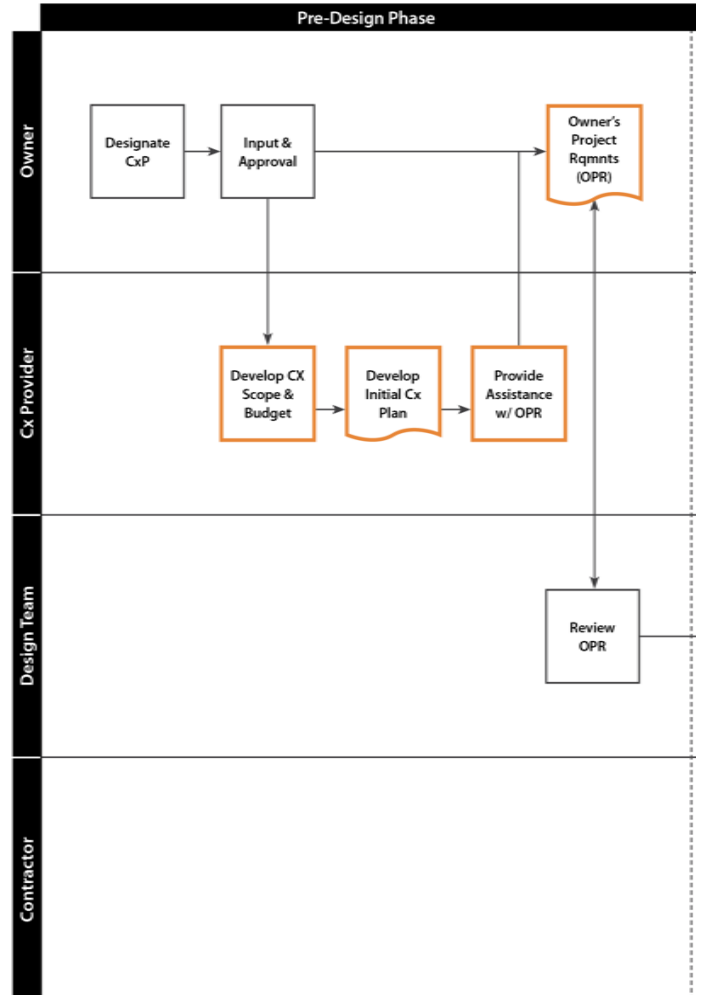 Pre-Design Phase
Owner
Designate
CxP
Input &
Approval
Owner's
Project
Rqmnts
(OPR)
Cx Provider
Develop CX
Scope &
Budget
Develop
Initial Cx
Plan
Provide
Assistance
w/ OPR
Design Team
Review
OPR
Contractor